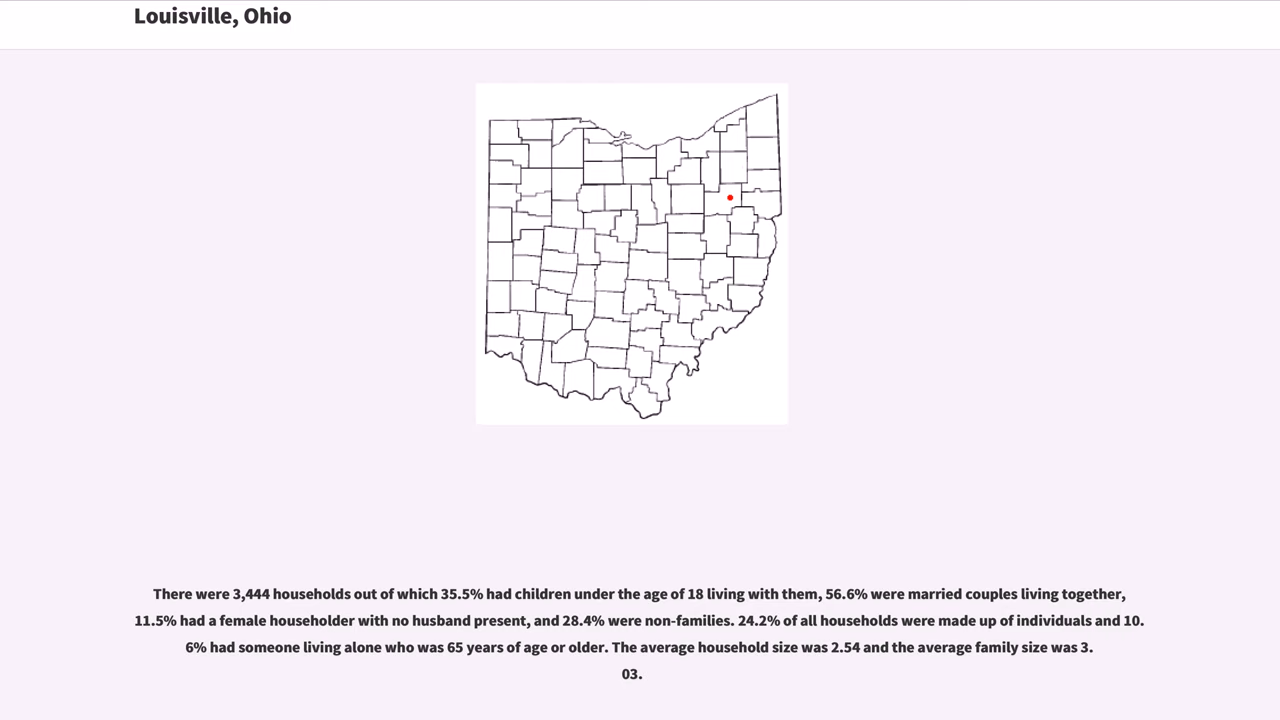 Louisville, Ohio
There were 3,444 households out of which 35.5% had children under the age of 18 living with them, 56.6% were married couples living together,
11.5% had a female householder with no husband present, and 28.4% were non-families. 24.2% of all households were made up of individuals and 10.
6% had someone living alone who was 65 years of age or older. The average household size was 2.54 and the average family size was 3.
03.